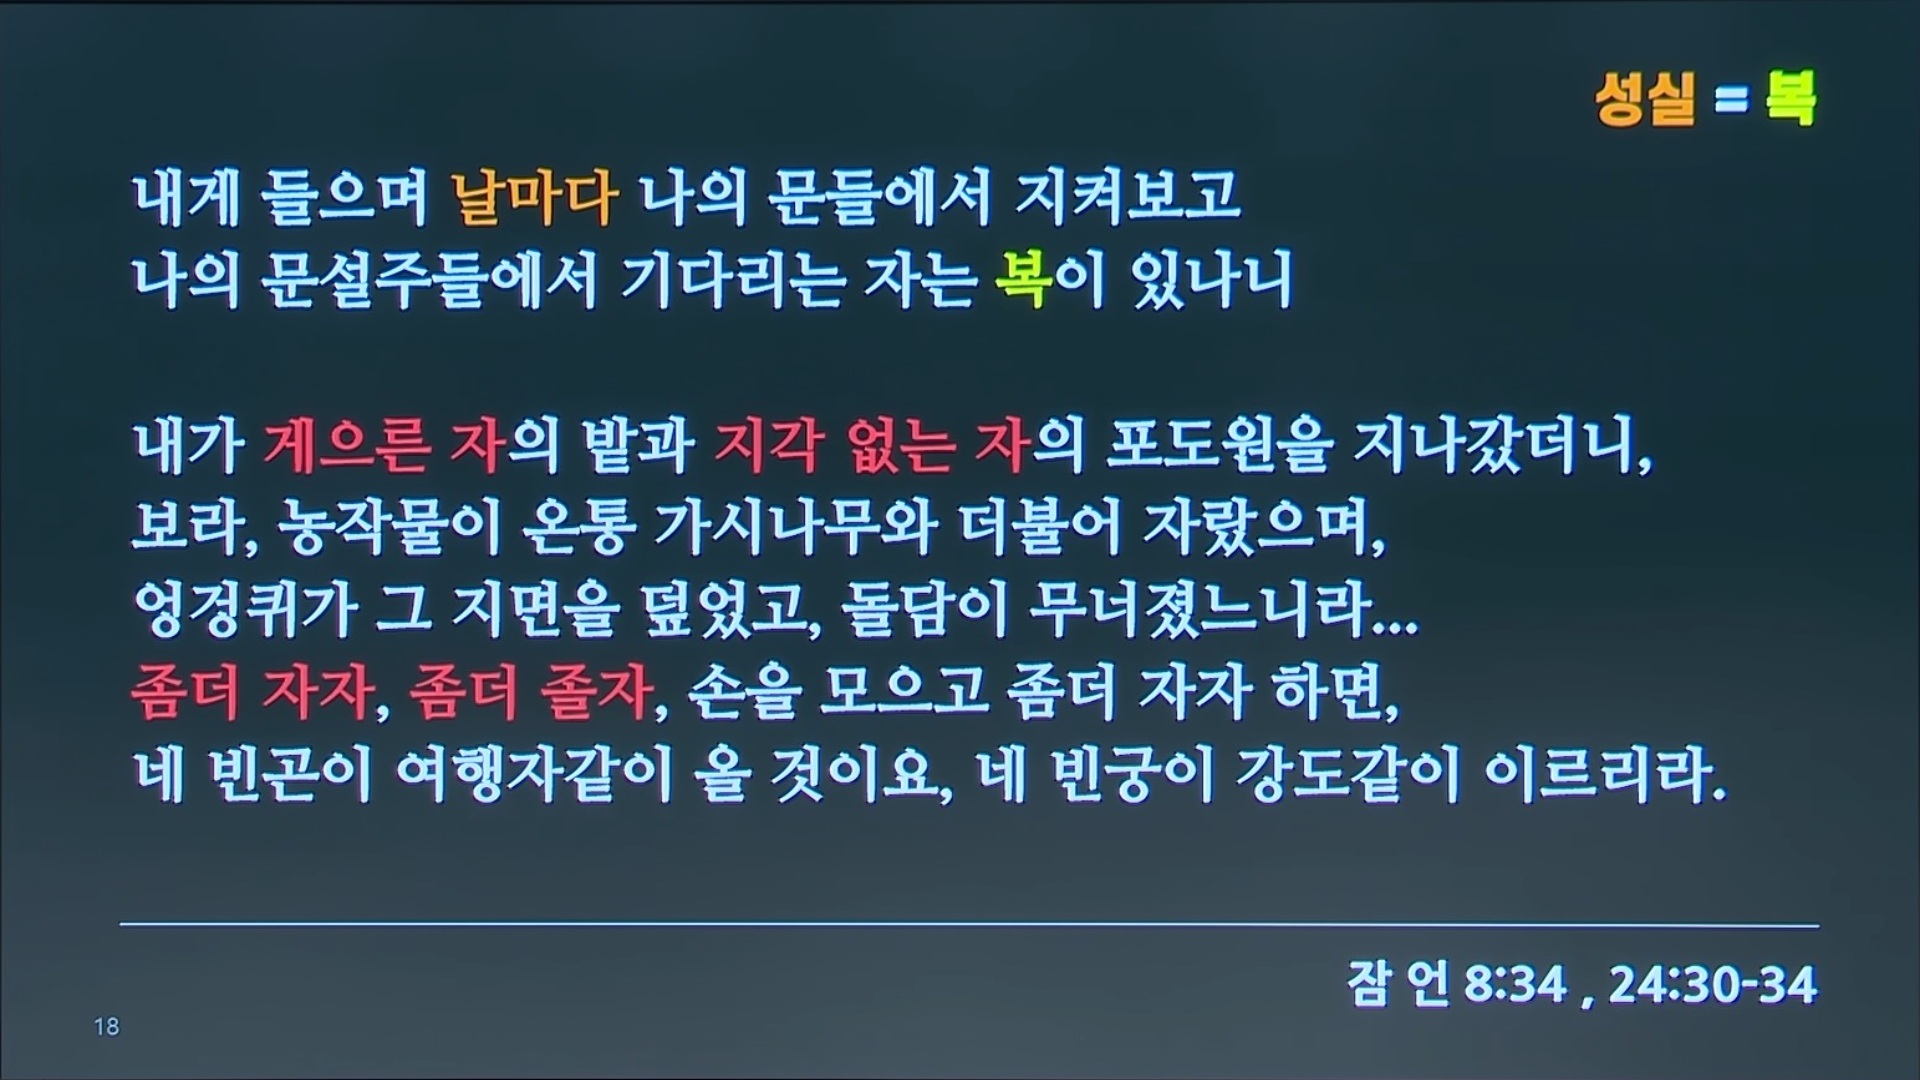 성실 = 복
내게 들으며 날마다 나의 문들에서 지켜보고
나의 문설주들에서 기다리는 자는 복이 있나니
내가 게으른 자의 밭과 지각 없는 자의 포도원을 지나갔더니,
보라, 농작물이 온통 가시나무와 더불어 자랐으며,
엉겅퀴가 그 지면을 덮었고, 돌담이 무너졌느니라...
좀더 자자, 좀더 졸자, 손을 모으고 좀더 자자 하면,
네 빈곤이 여행자같이 올 것이요, 네 빈궁이 강도같이 이르리라.
잠 언 8:34 , 24:30-34
18